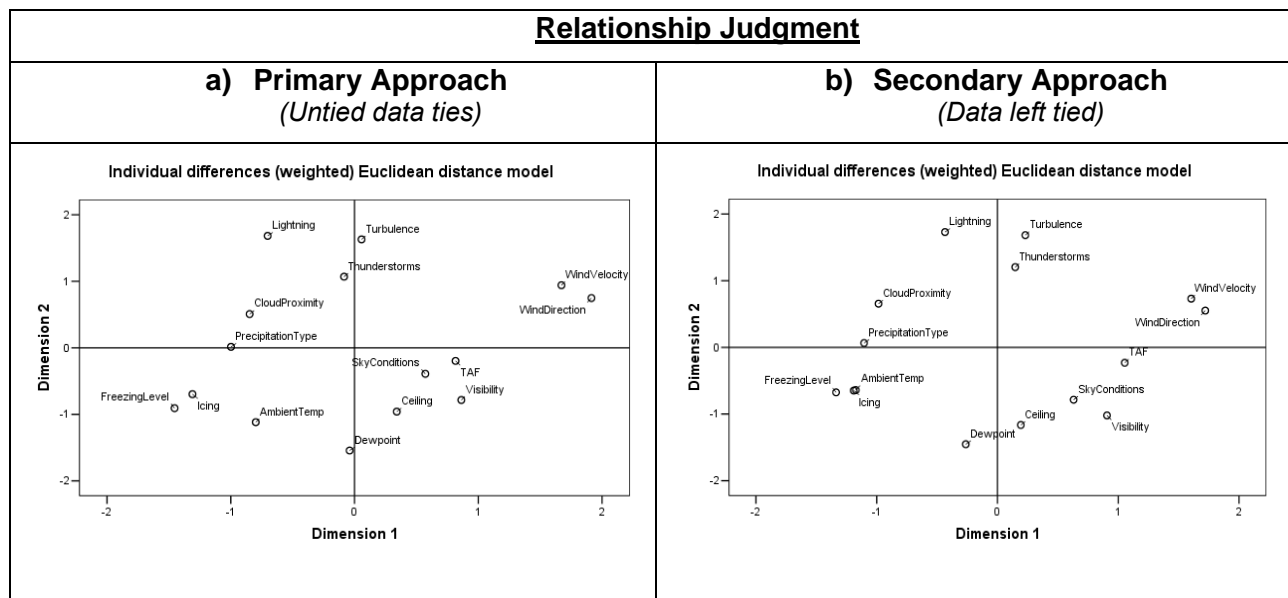 Relationship Judgment
a) Primary Approach
(Untied data ties)
b) Secondary Approach
(Data left tied)
Individual differences (weighted) Euclidean distance model
2
1
0
-1
-2
Dimension 2
Lightning
Turbulence
Thunderstorms
WindVelocity
WindDirection
CloudProximity
PrecipitationType
SkyConditions
TAF
Visibility
FreezingLevel
Icing
AmbientTemp
Ceiling
Dewpoint
-2
-1
0
1
2
Dimension 1
Individual differences (weighted) Euclidean distance model
2
1
0
-1
-2
Dimension 2
Lightning
Turbulence
Thunderstorms
CloudProximity
WindVelocity
WindDirection
PrecipitationType
TAF
FreezingLevel
AmbientTemp
Icing
SkyConditions
Ceiling
Visibility
Dewpoint
-2
-1
0
1
2
Dimension 1